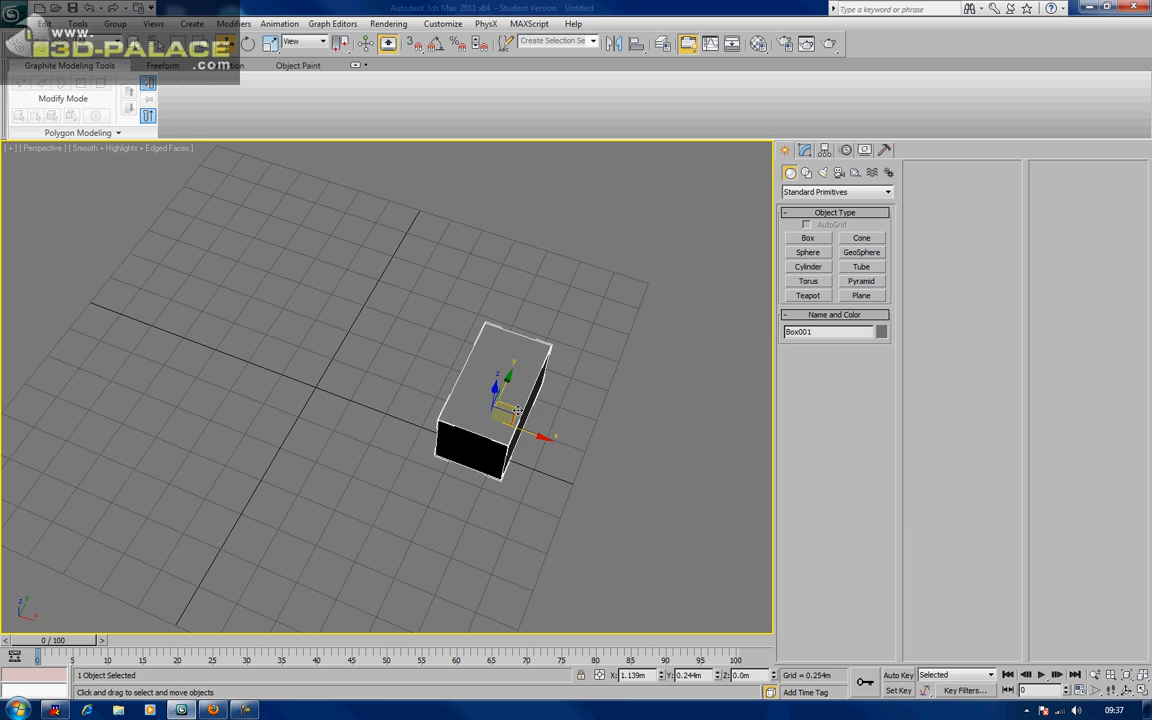 Autodesk 3ds Max 2011 x64 - Student Version Untitled
Type a keyword or phrase
Edit Tools Group Views Create Modifiers Animation Graph Editors Rendering Customize PhysX MAXScript Help
www.
3D-PALACE
.com
View
3
Create Selection Se
Graphite Modeling Tools Freeform Object Paint
Modify Mode
Polygon Modeling
[ + ] [ Perspective ] [ Smooth + Highlights + Edged Faces ]
Standard Primitives
- Object Type
AutoGrid
Box Cone
Sphere GeoSphere
Cylinder Tube
Torus Pyramid
Teapot Plane
- Name and Color
Box001
y
z
x
z y
x
< 0 / 100 >
0 5 10 15 20 25 30 35 40 45 50 55 60 65 70 75 80 85 90 95 100
1 Object Selected X: 1.139m Y: 0.244m Z: 0.0m Grid = 0.254m Auto Key Selected
Click and drag to select and move objects Add Time Tag Set Key Key Filters... 0
09:37